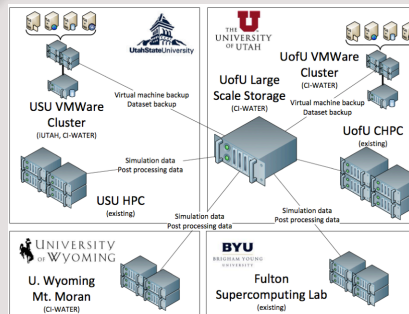 UtahStateUniversity
THE
UNIVERSITY
OF UTAH
USU VMWare
Cluster
(iUTAH, CI-WATER)
Virtual machine backup
Dataset backup
UofU Large
Scale Storage
(CI-WATER)
UofU VMWare
Cluster
(CI-WATER)
Virtual machine backup
Dataset backup
UofU CHPC
(existing)
Simulation data
Post processing data
USU HPC
(existing)
Simulation data
Post processing data
Simulation data
Post processing data
UNIVERSITY
OF WYOMING
U. Wyoming
Mt. Moran
(CI-WATER)
BYU
BRIGHAM YOUNG
UNIVERSITY
Fulton
Supercomputing Lab
(existing)